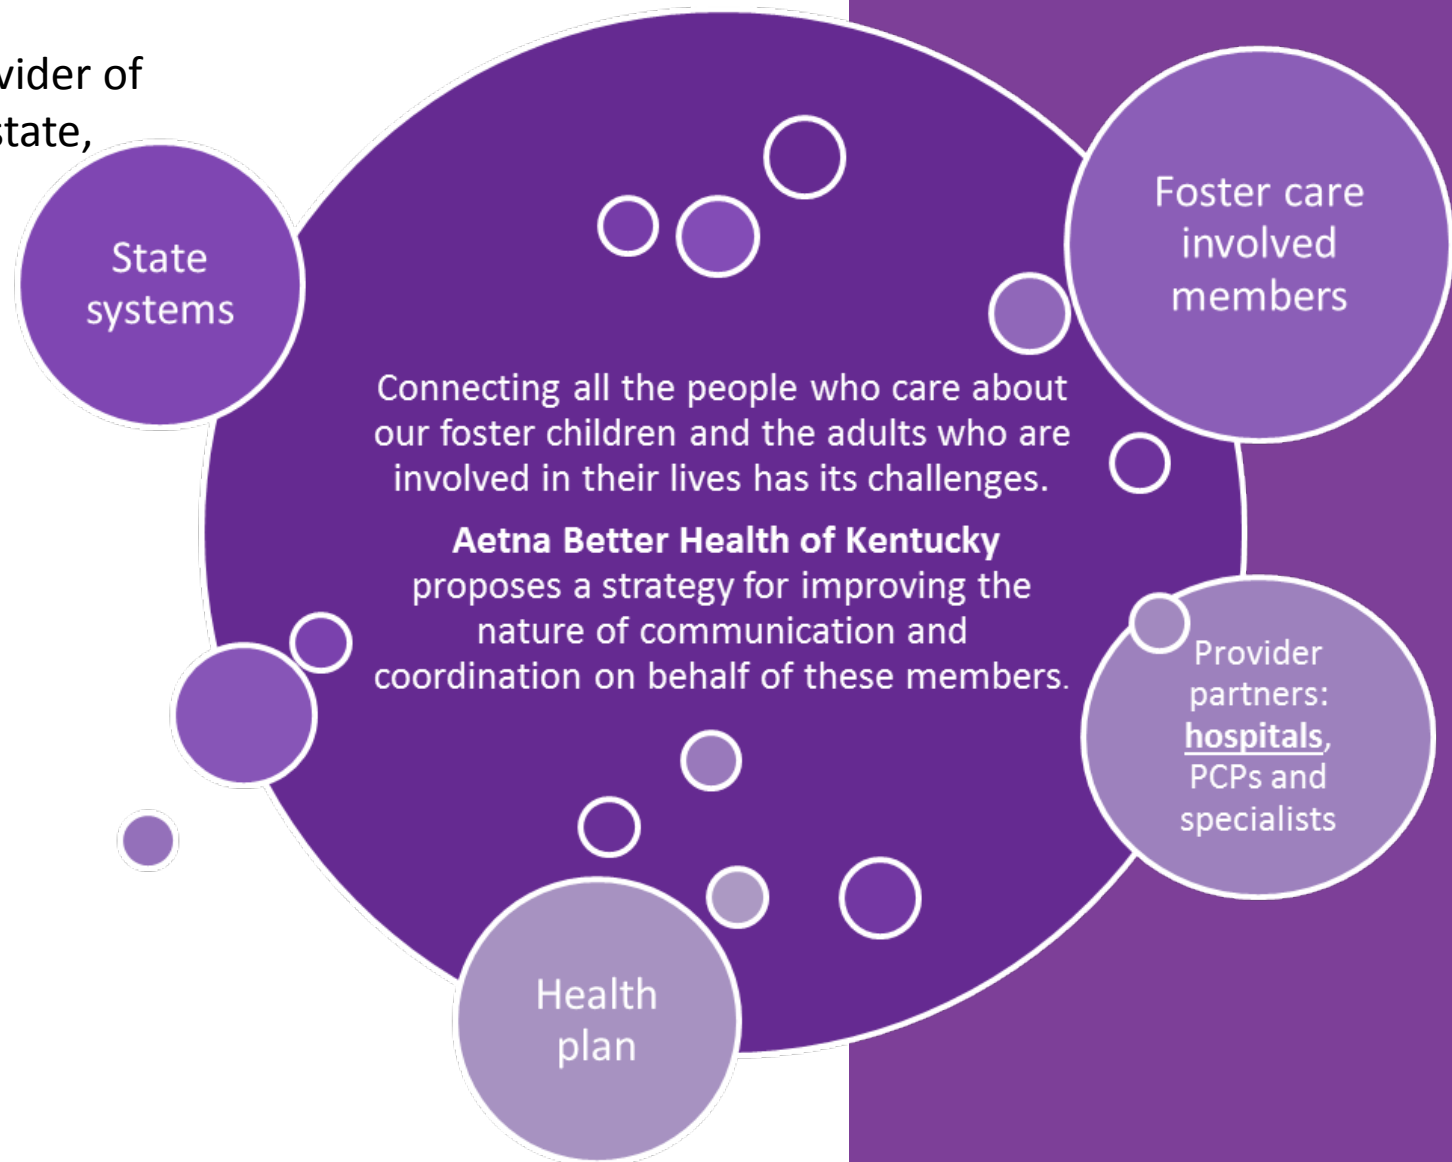 vider of
state,
State
systems
Foster care
involved
members
Connecting all the people who care about
our foster children and the adults who are
involved in their lives has its challenges.
Aetna Better Health of Kentucky
proposes a strategy for improving the
nature of communication and
coordination on behalf of these members.
Provider
partners:
hospitals,
PCPs and
specialists
Health
plan